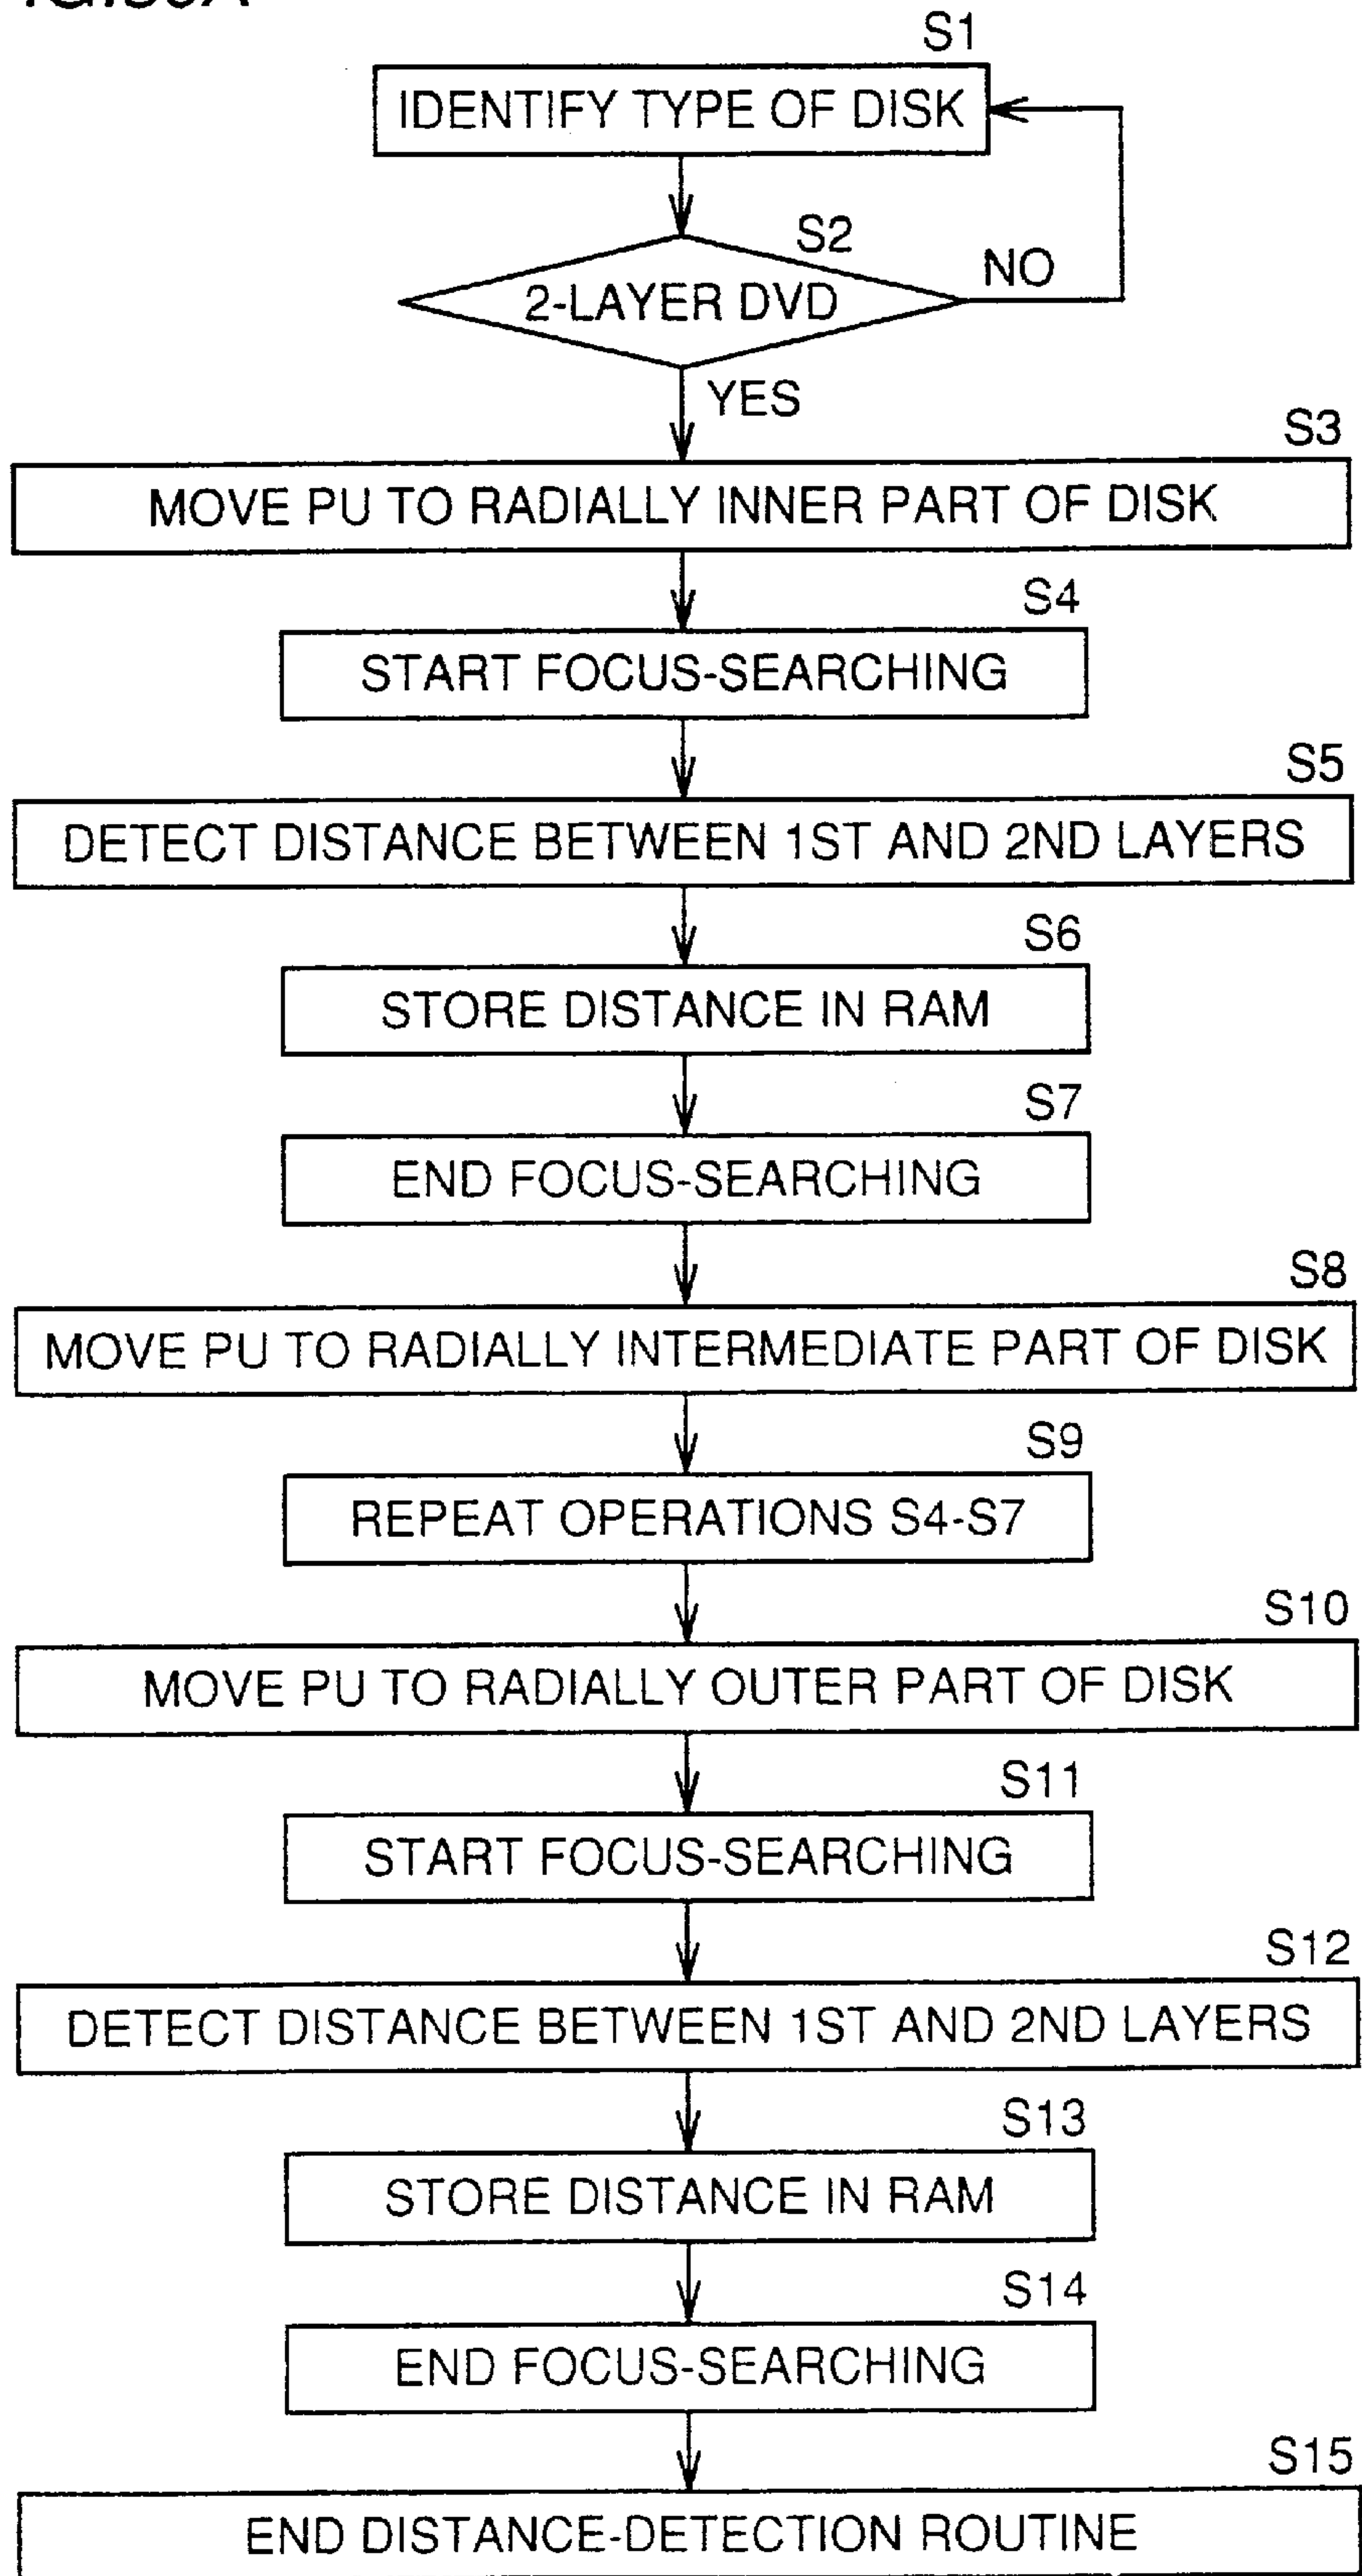 S1
IDENTIFY TYPE OF DISK
S2
2-LAYER DVD
NO
YES
S3
MOVE PU TO RADIALLY INNER PART OF DISK
S4
START FOCUS-SEARCHING
S5
DETECT DISTANCE BETWEEN 1ST AND 2ND LAYERS
S6
STORE DISTANCE IN RAM
S7
END FOCUS-SEARCHING
S8
MOVE PU TO RADIALLY INTERMEDIATE PART OF DISK
S9
REPEAT OPERATIONS S4-S7
S10
MOVE PU TO RADIALLY OUTER PART OF DISK
S11
START FOCUS-SEARCHING
S12
DETECT DISTANCE BETWEEN 1ST AND 2ND LAYERS
S13
STORE DISTANCE IN RAM
S14
END FOCUS-SEARCHING
S15
END DISTANCE-DETECTION ROUTINE